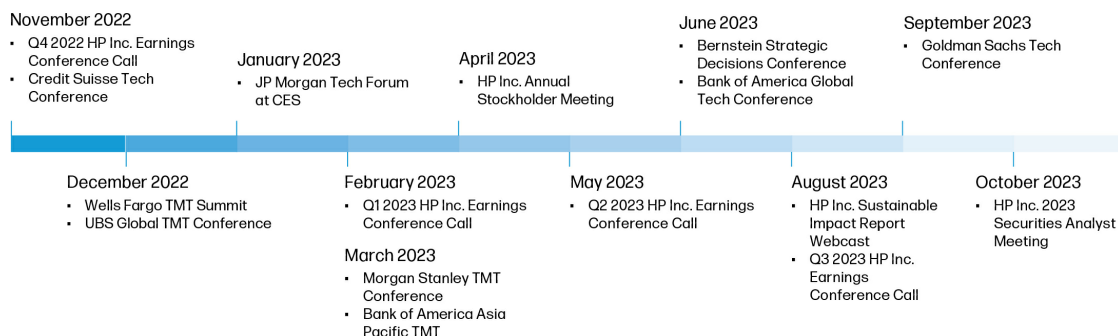 November 2022
▪ Q4 2022 HP Inc. Earnings
Conference Call
▪ Credit Suisse Tech
Conference
December 2022
▪ Wells Fargo TMT Summit
▪ UBS Global TMT Conference
January 2023
▪ JP Morgan Tech Forum
at CES
February 2023
▪ Q1 2023 HP Inc. Earnings
Conference Call
March 2023
▪ Morgan Stanley TMT
Conference
▪ Bank of America Asia
Pacific TMT
April 2023
▪ HP Inc. Annual
Stockholder Meeting
May 2023
▪ Q2 2023 HP Inc. Earnings
Conference Call
June 2023
▪ Bernstein Strategic
Decisions Conference
▪ Bank of America Global
Tech Conference
August 2023
▪ HP Inc. Sustainable
Impact Report
Webcast
▪ Q3 2023 HP Inc.
Earnings
Conference Call
September 2023
▪ Goldman Sachs Tech
Conference
October 2023
▪ HP Inc. 2023
Securities Analyst
Meeting